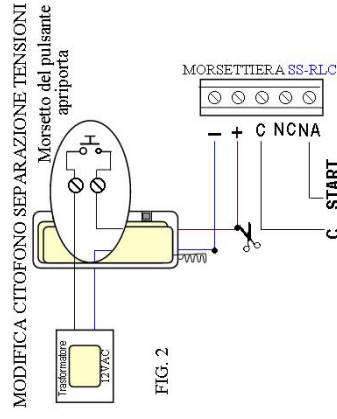 MODIFICA CITOFONO SEPARAZIONE TENSIONI
Morsetto del pulsante
apriporta
Trasformatore
12VAC
FIG. 2
MORSETTIERA SS-RLC
– + C NC NA
C START